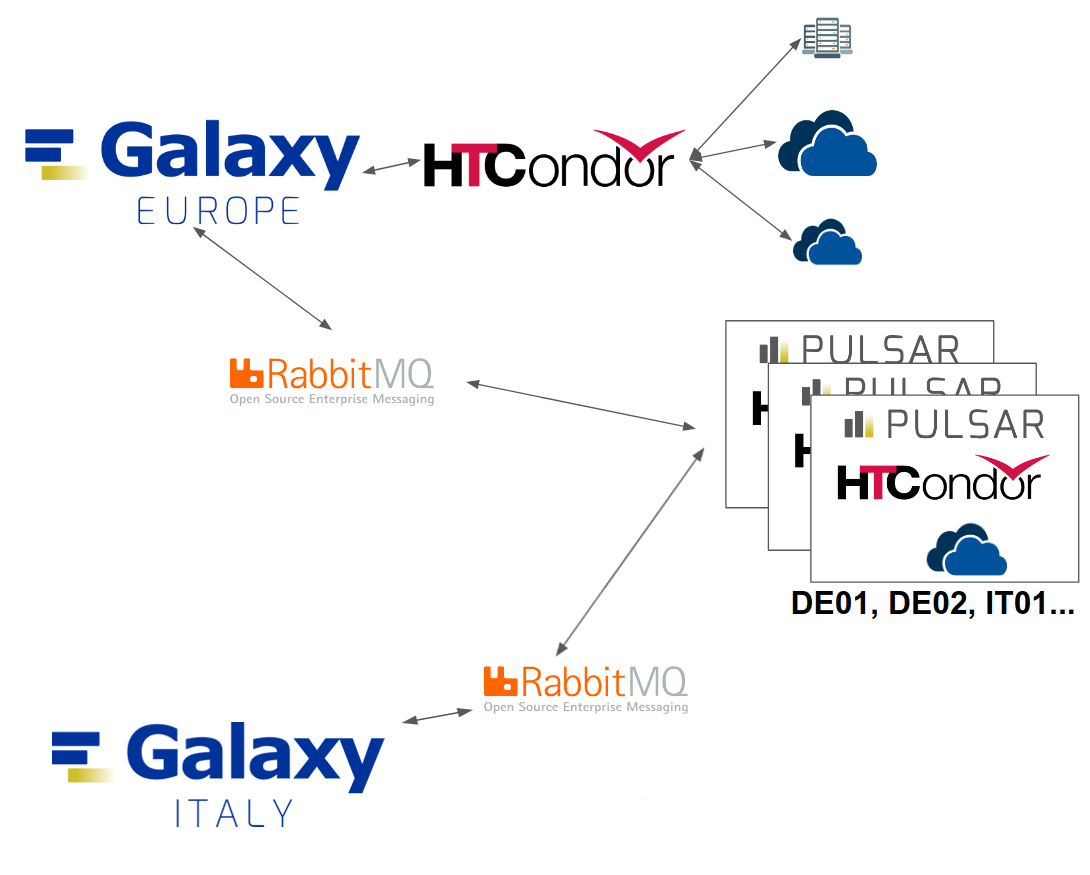 Galaxy
EUROPE
HTCondor
RabbitMQ
Open Source Enterprise Messaging
PULSAR
H
PULSAR
H
PULSAR
HTCondor
DE01, DE02, IT01...
RabbitMQ
Open Source Enterprise Messaging
Galaxy
ITALY